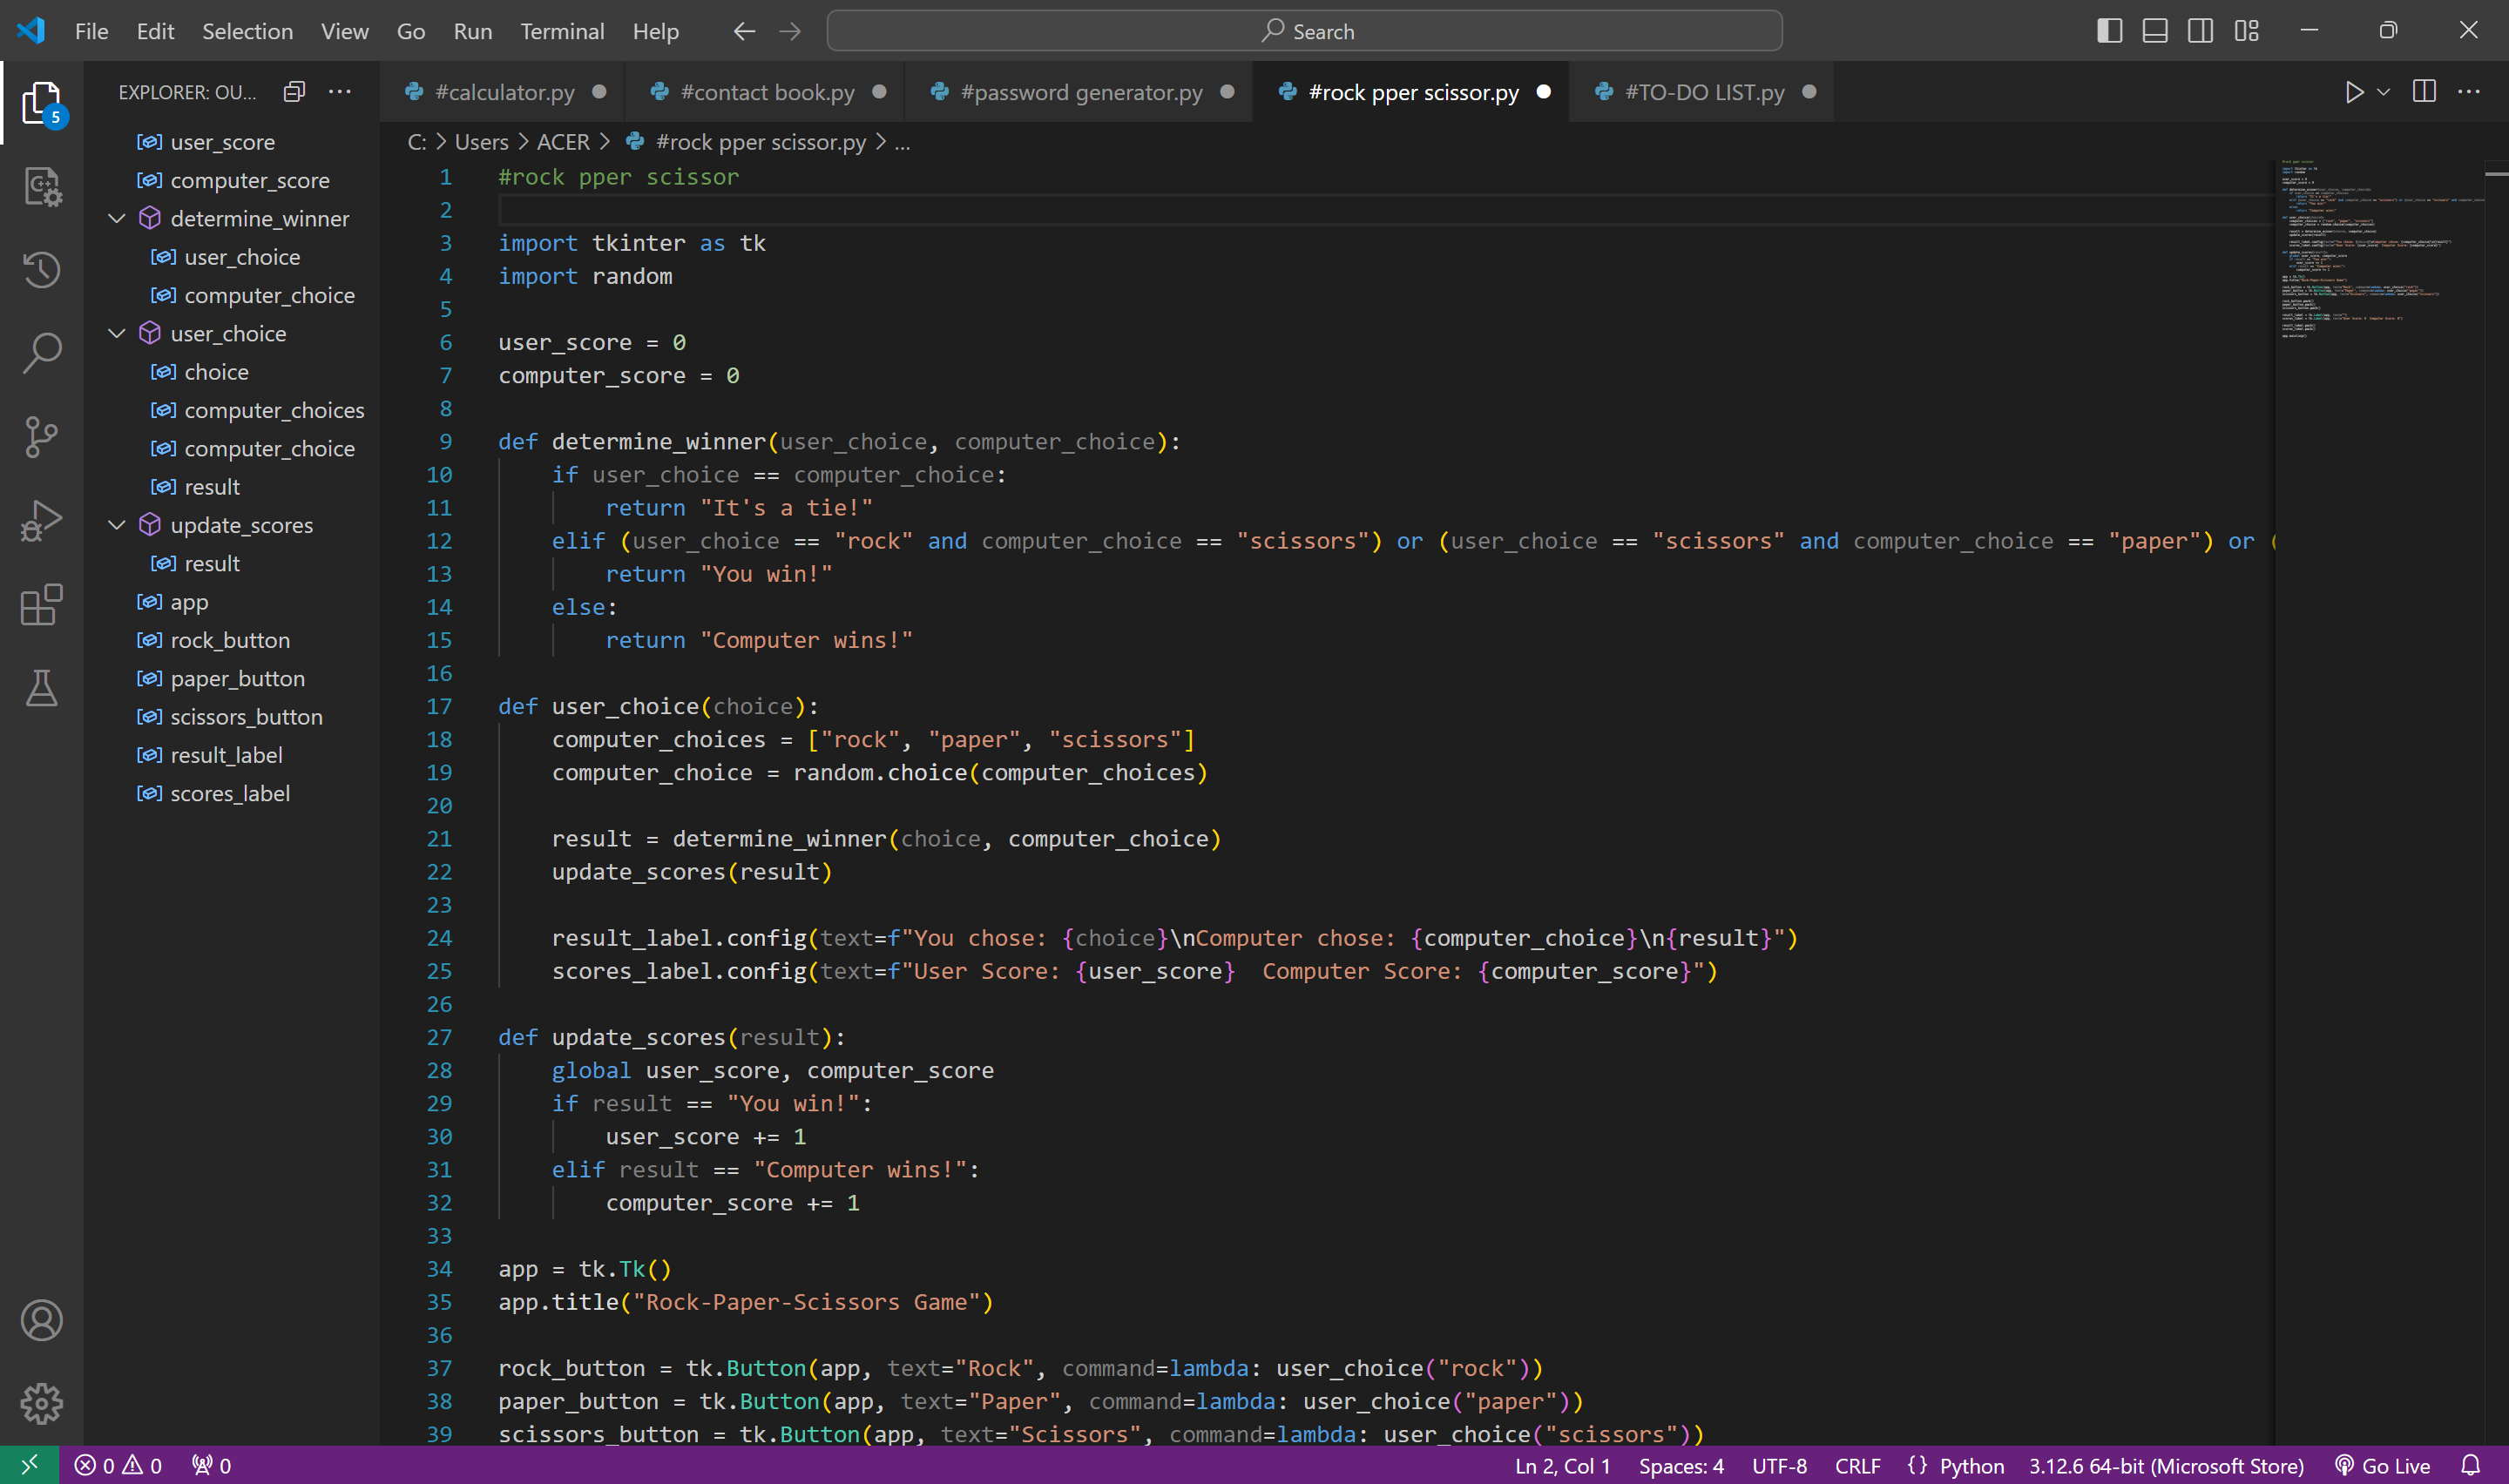 File Edit Selection View Go Run Terminal Help Search
EXPLORER: OU...
5
user_score
computer_score
determine_winner
user_choice
computer_choice
user_choice
choice
computer_choices
computer_choice
result
update_scores
result
app
rock_button
paper_button
scissors_button
result_label
scores_label
#calculator.py #contact book.py #password generator.py #rock pper scissor.py #TO-DO LIST.py
C: > Users > ACER > #rock pper scissor.py > ...
1 #rock pper scissor
2
3 import tkinter as tk
4 import random
5
6 user_score = 0
7 computer_score = 0
8
9 def determine_winner(user_choice, computer_choice):
10     if user_choice == computer_choice:
11         return "It's a tie!"
12     elif (user_choice == "rock" and computer_choice == "scissors") or (user_choice == "scissors" and computer_choice == "paper") or (
13         return "You win!"
14     else:
15         return "Computer wins!"
16
17 def user_choice(choice):
18     computer_choices = ["rock", "paper", "scissors"]
19     computer_choice = random.choice(computer_choices)
20
21     result = determine_winner(choice, computer_choice)
22     update_scores(result)
23
24     result_label.config(text=f"You chose: {choice}\nComputer chose: {computer_choice}\n{result}")
25     scores_label.config(text=f"User Score: {user_score}  Computer Score: {computer_score}")
26
27 def update_scores(result):
28     global user_score, computer_score
29     if result == "You win!":
30         user_score += 1
31     elif result == "Computer wins!":
32         computer_score += 1
33
34 app = tk.Tk()
35 app.title("Rock-Paper-Scissors Game")
36
37 rock_button = tk.Button(app, text="Rock", command=lambda: user_choice("rock"))
38 paper_button = tk.Button(app, text="Paper", command=lambda: user_choice("paper"))
39 scissors_button = tk.Button(app, text="Scissors", command=lambda: user_choice("scissors"))
0 0 0 Ln 2, Col 1 Spaces: 4 UTF-8 CRLF {} Python 3.12.6 64-bit (Microsoft Store) Go Live